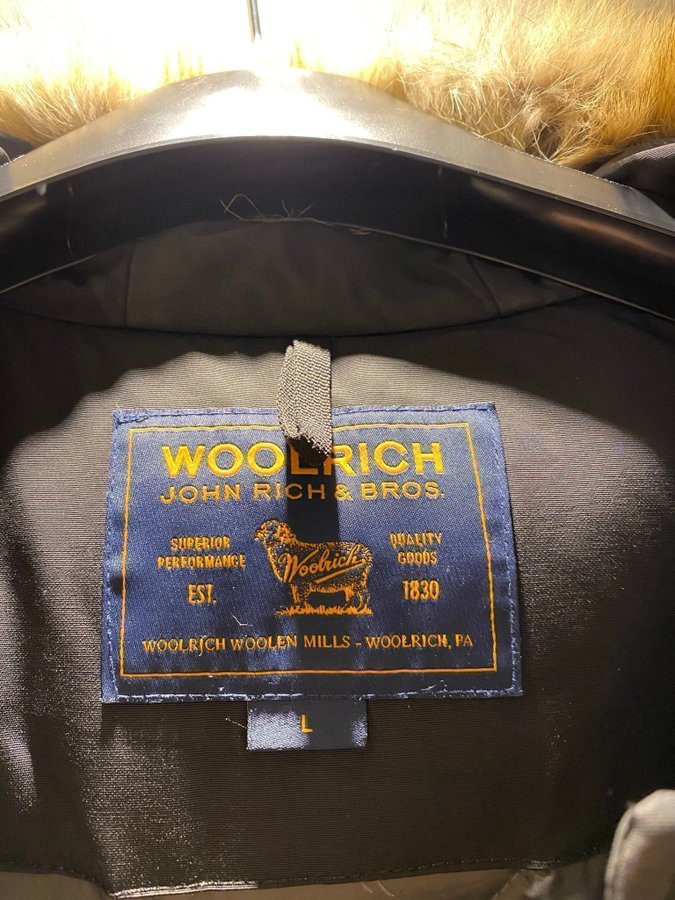 WOOLRICH
JOHN RICH & BROS.
SUPERIOR
PERFORMANCE
EST.
Woolrich
QUALITY
GOODS
1830
WOOLRICH WOOLEN MILLS - WOOLRICH, PA
L